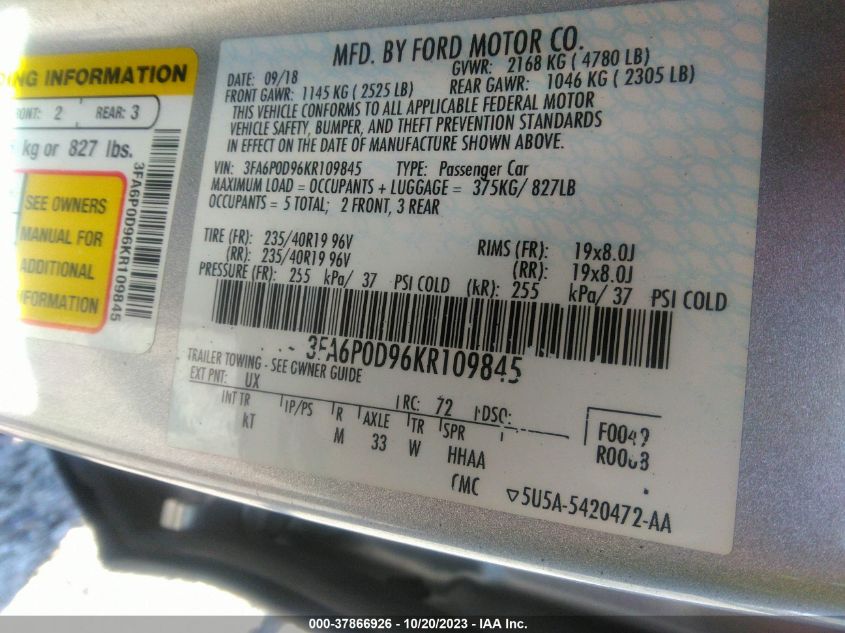 NG INFORMATION
FRONT: 2 REAR: 3
kg or 827 lbs.
SEE OWNERS
MANUAL FOR
ADDITIONAL
INFORMATION
3FA6P0D96KR109845
MFD. BY FORD MOTOR CO.
DATE: 09/18 GVWR: 2168 KG ( 4780 LB)
FRONT GAWR: 1145 KG ( 2525 LB) REAR GAWR: 1046 KG ( 2305 LB)
THIS VEHICLE CONFORMS TO ALL APPLICABLE FEDERAL MOTOR
VEHICLE SAFETY, BUMPER, AND THEFT PREVENTION STANDARDS
IN EFFECT ON THE DATE OF MANUFACTURE SHOWN ABOVE.
VIN: 3FA6P0D96KR109845 TYPE: Passenger Car
MAXIMUM LOAD = OCCUPANTS + LUGGAGE = 375KG/ 827LB
OCCUPANTS = 5 TOTAL; 2 FRONT, 3 REAR
TIRE (FR): 235/40R19 96V RIMS (FR): 19x8.0J
(RR): 235/40R19 96V (RR): 19x8.0J
PRESSURE (FR): 255 kPa/ 37 PSI COLD (RR): 255 kPa/ 37 PSI COLD
3FA6P0D96KR109845
TRAILER TOWING - SEE OWNER GUIDE
EXT PNT: UX RC: 72 DSO:
INT TR IP/PS R AXLE TR SPR
KT M 33 W HHAA
F0049
CMC
5U5A-5420472-AA
000-37866926 - 10/20/2023 - IAA Inc.